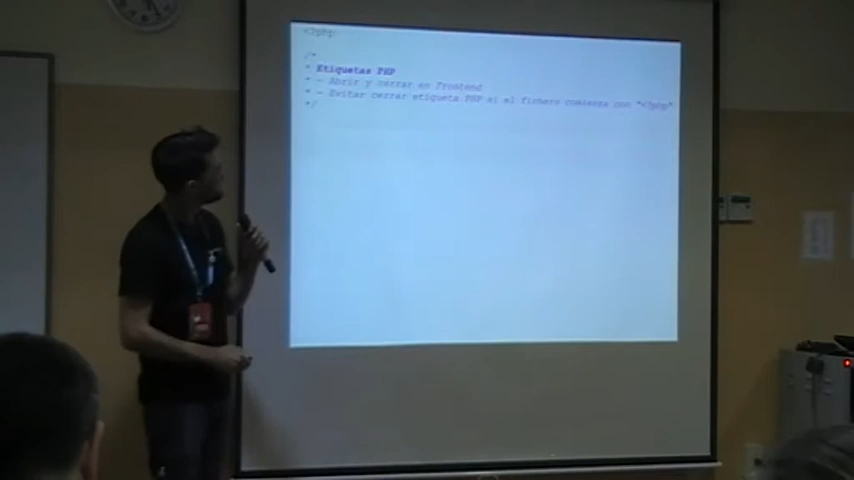 <?php
/*
* Etiquetas PHP
* - Abrir y cerrar en Frontend
* - Evitar cerrar etiqueta PHP si el fichero comienza con "<?php"
*/